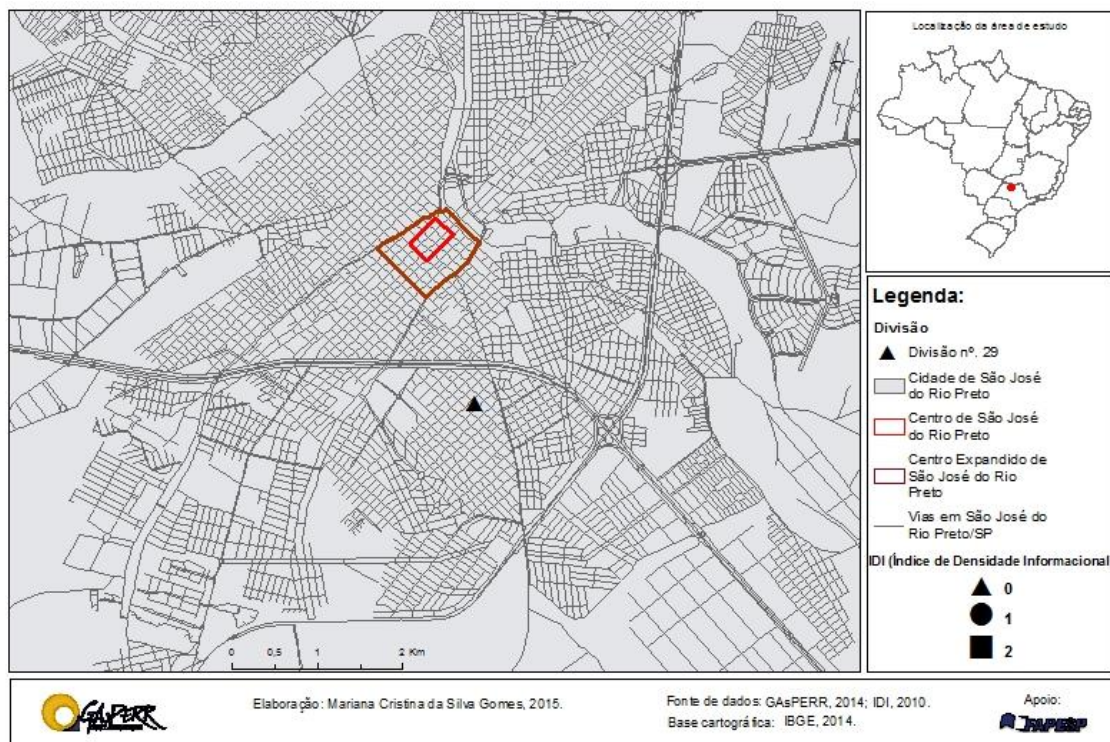 Localização da área de estudo
Legenda:
Divisão
Divisão nº. 29
Cidade de São José
do Rio Preto
Centro de São José
do Rio Preto
Centro Expandido de
São José do Rio
Preto
Vias em São José do
Rio Preto/SP
IDI (Índice de Densidade Informacional
0
1
2
0 0,5 1 2 Km
GAsPERR
Elaboração: Mariana Cristina da Silva Gomes, 2015.
Fonte de dados: GAsPERR, 2014; IDI, 2010.
Base cartográfica: IBGE, 2014.
Apoio:
FAPESP